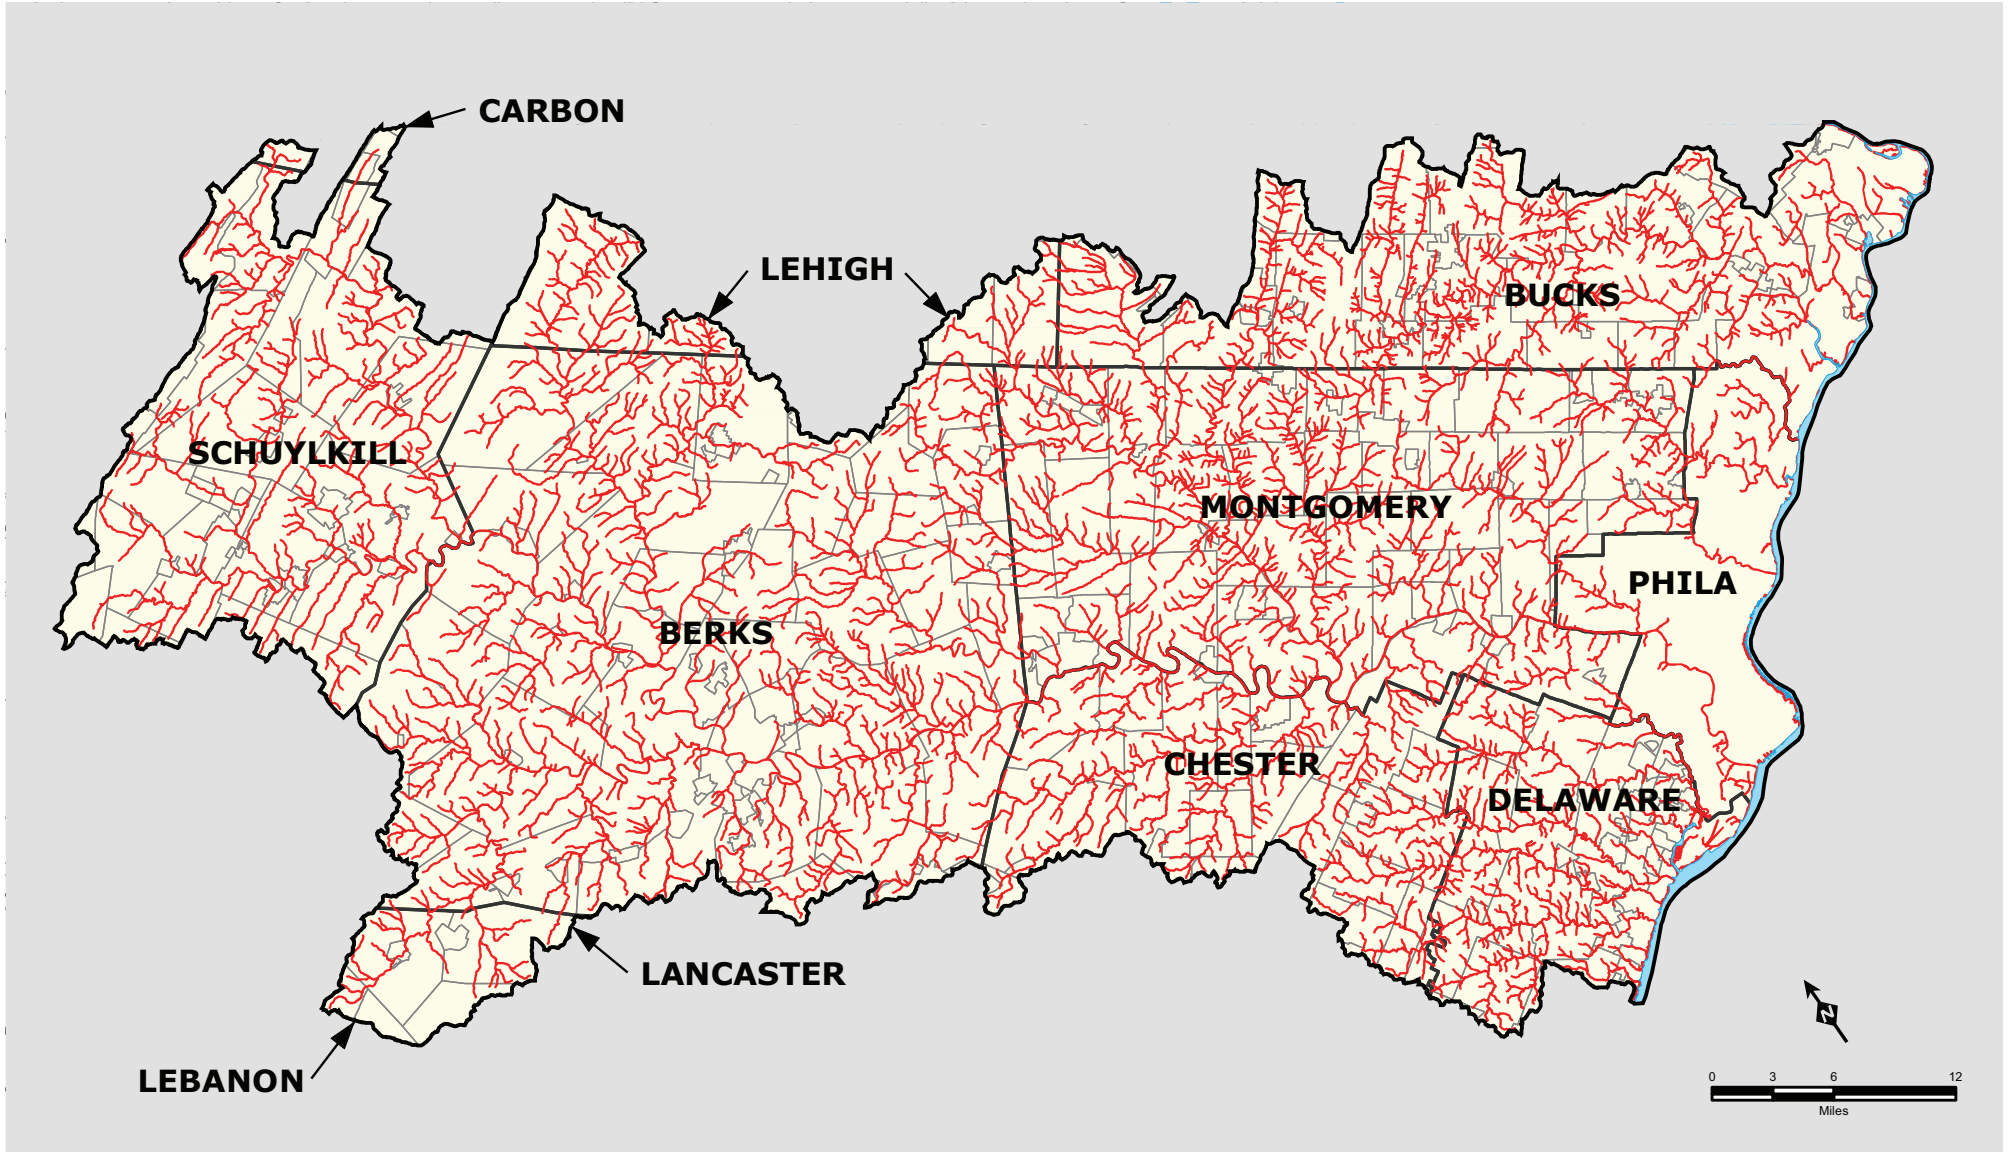 CARBON
LEHIGH
BUCKS
SCHUYLKILL
MONTGOMERY
PHILA
BERKS
CHESTER
DELAWARE
LANCASTER
LEBANON
N
0 3 6 12
Miles